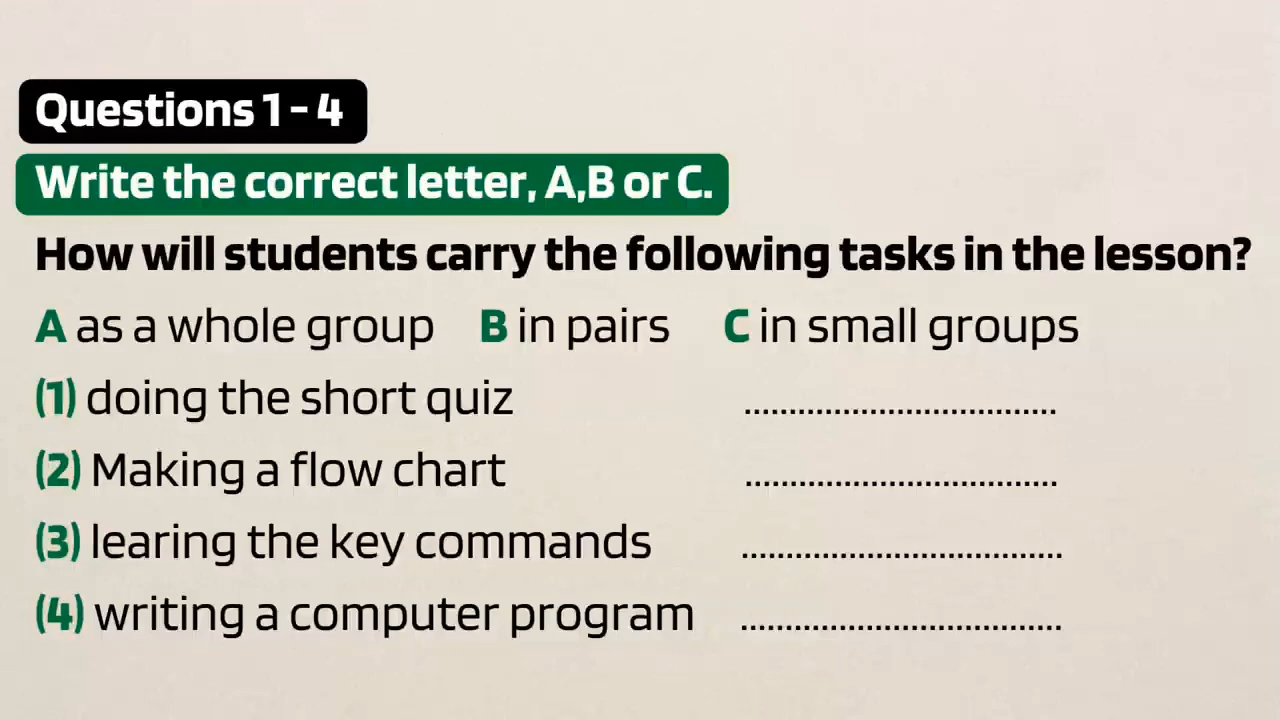 Questions 1 - 4
Write the correct letter, A,B or C.
How will students carry the following tasks in the lesson?
A as a whole group B in pairs C in small groups
(1) doing the short quiz ...................................
(2) Making a flow chart ...................................
(3) learing the key commands ....................................
(4) writing a computer program ....................................